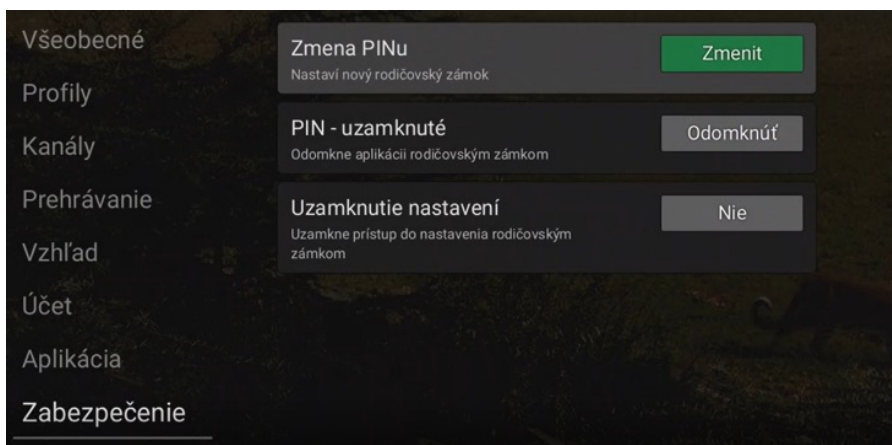 Všeobecné
Profily
Kanály
Prehrávanie
Vzhľad
Účet
Aplikácia
Zabezpečenie
Zmena PINu
Nastaví nový rodičovský zámok
Zmenit
PIN - uzamknuté
Odomkne aplikácii rodičovským zámkom
Odomknúť
Uzamknutie nastavení
Uzamkne prístup do nastavenia rodičovským
zámkom
Nie